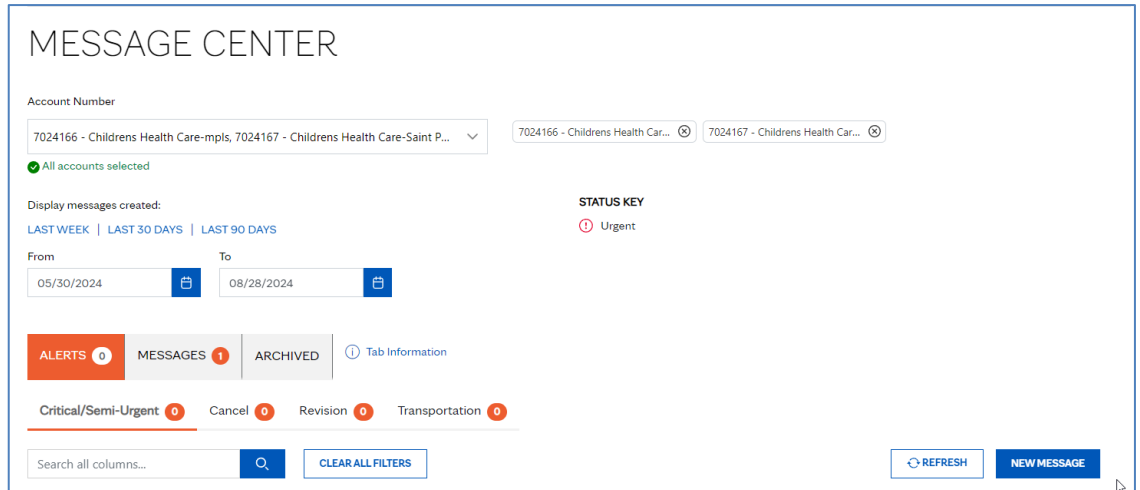 MESSAGE CENTER
Account Number
7024166 - Childrens Health Care-mpls, 7024167 - Childrens Health Care-Saint P...
7024166 - Childrens Health Car...
7024167 - Childrens Health Car...
All accounts selected
Display messages created:
LAST WEEK | LAST 30 DAYS | LAST 90 DAYS
STATUS KEY
Urgent
From
To
05/30/2024
08/28/2024
ALERTS 0
MESSAGES 1
ARCHIVED
Tab Information
Critical/Semi-Urgent 0
Cancel 0
Revision 0
Transportation 0
Search all columns...
CLEAR ALL FILTERS
REFRESH
NEW MESSAGE